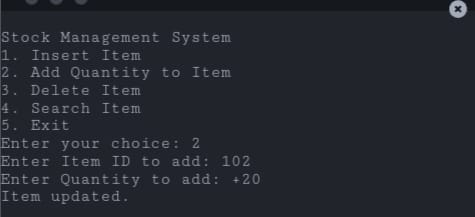 Stock Management System
1. Insert Item
2. Add Quantity to Item
3. Delete Item
4. Search Item
5. Exit
Enter your choice: 2
Enter Item ID to add: 102
Enter Quantity to add: +20
Item updated.